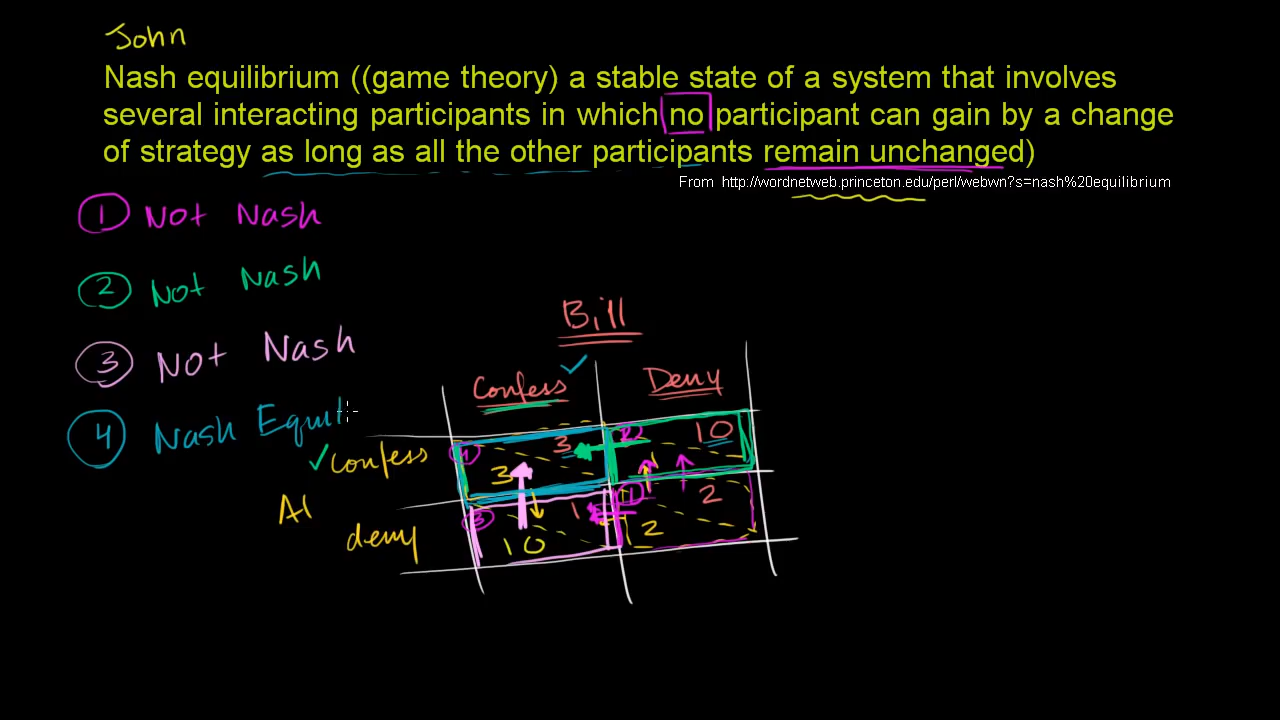 John
Nash equilibrium ((game theory) a stable state of a system that involves
several interacting participants in which no participant can gain by a change
of strategy as long as all the other participants remain unchanged)
From http://wordnetweb.princeton.edu/perl/webwn?s=nash%20equilibrium
1 Not Nash
2 Not Nash
3 Not Nash
4 Nash Equil
Bill
Confess Deny
Al
confess
4 3 3
2 10
deny
3 10 1
1 2 2